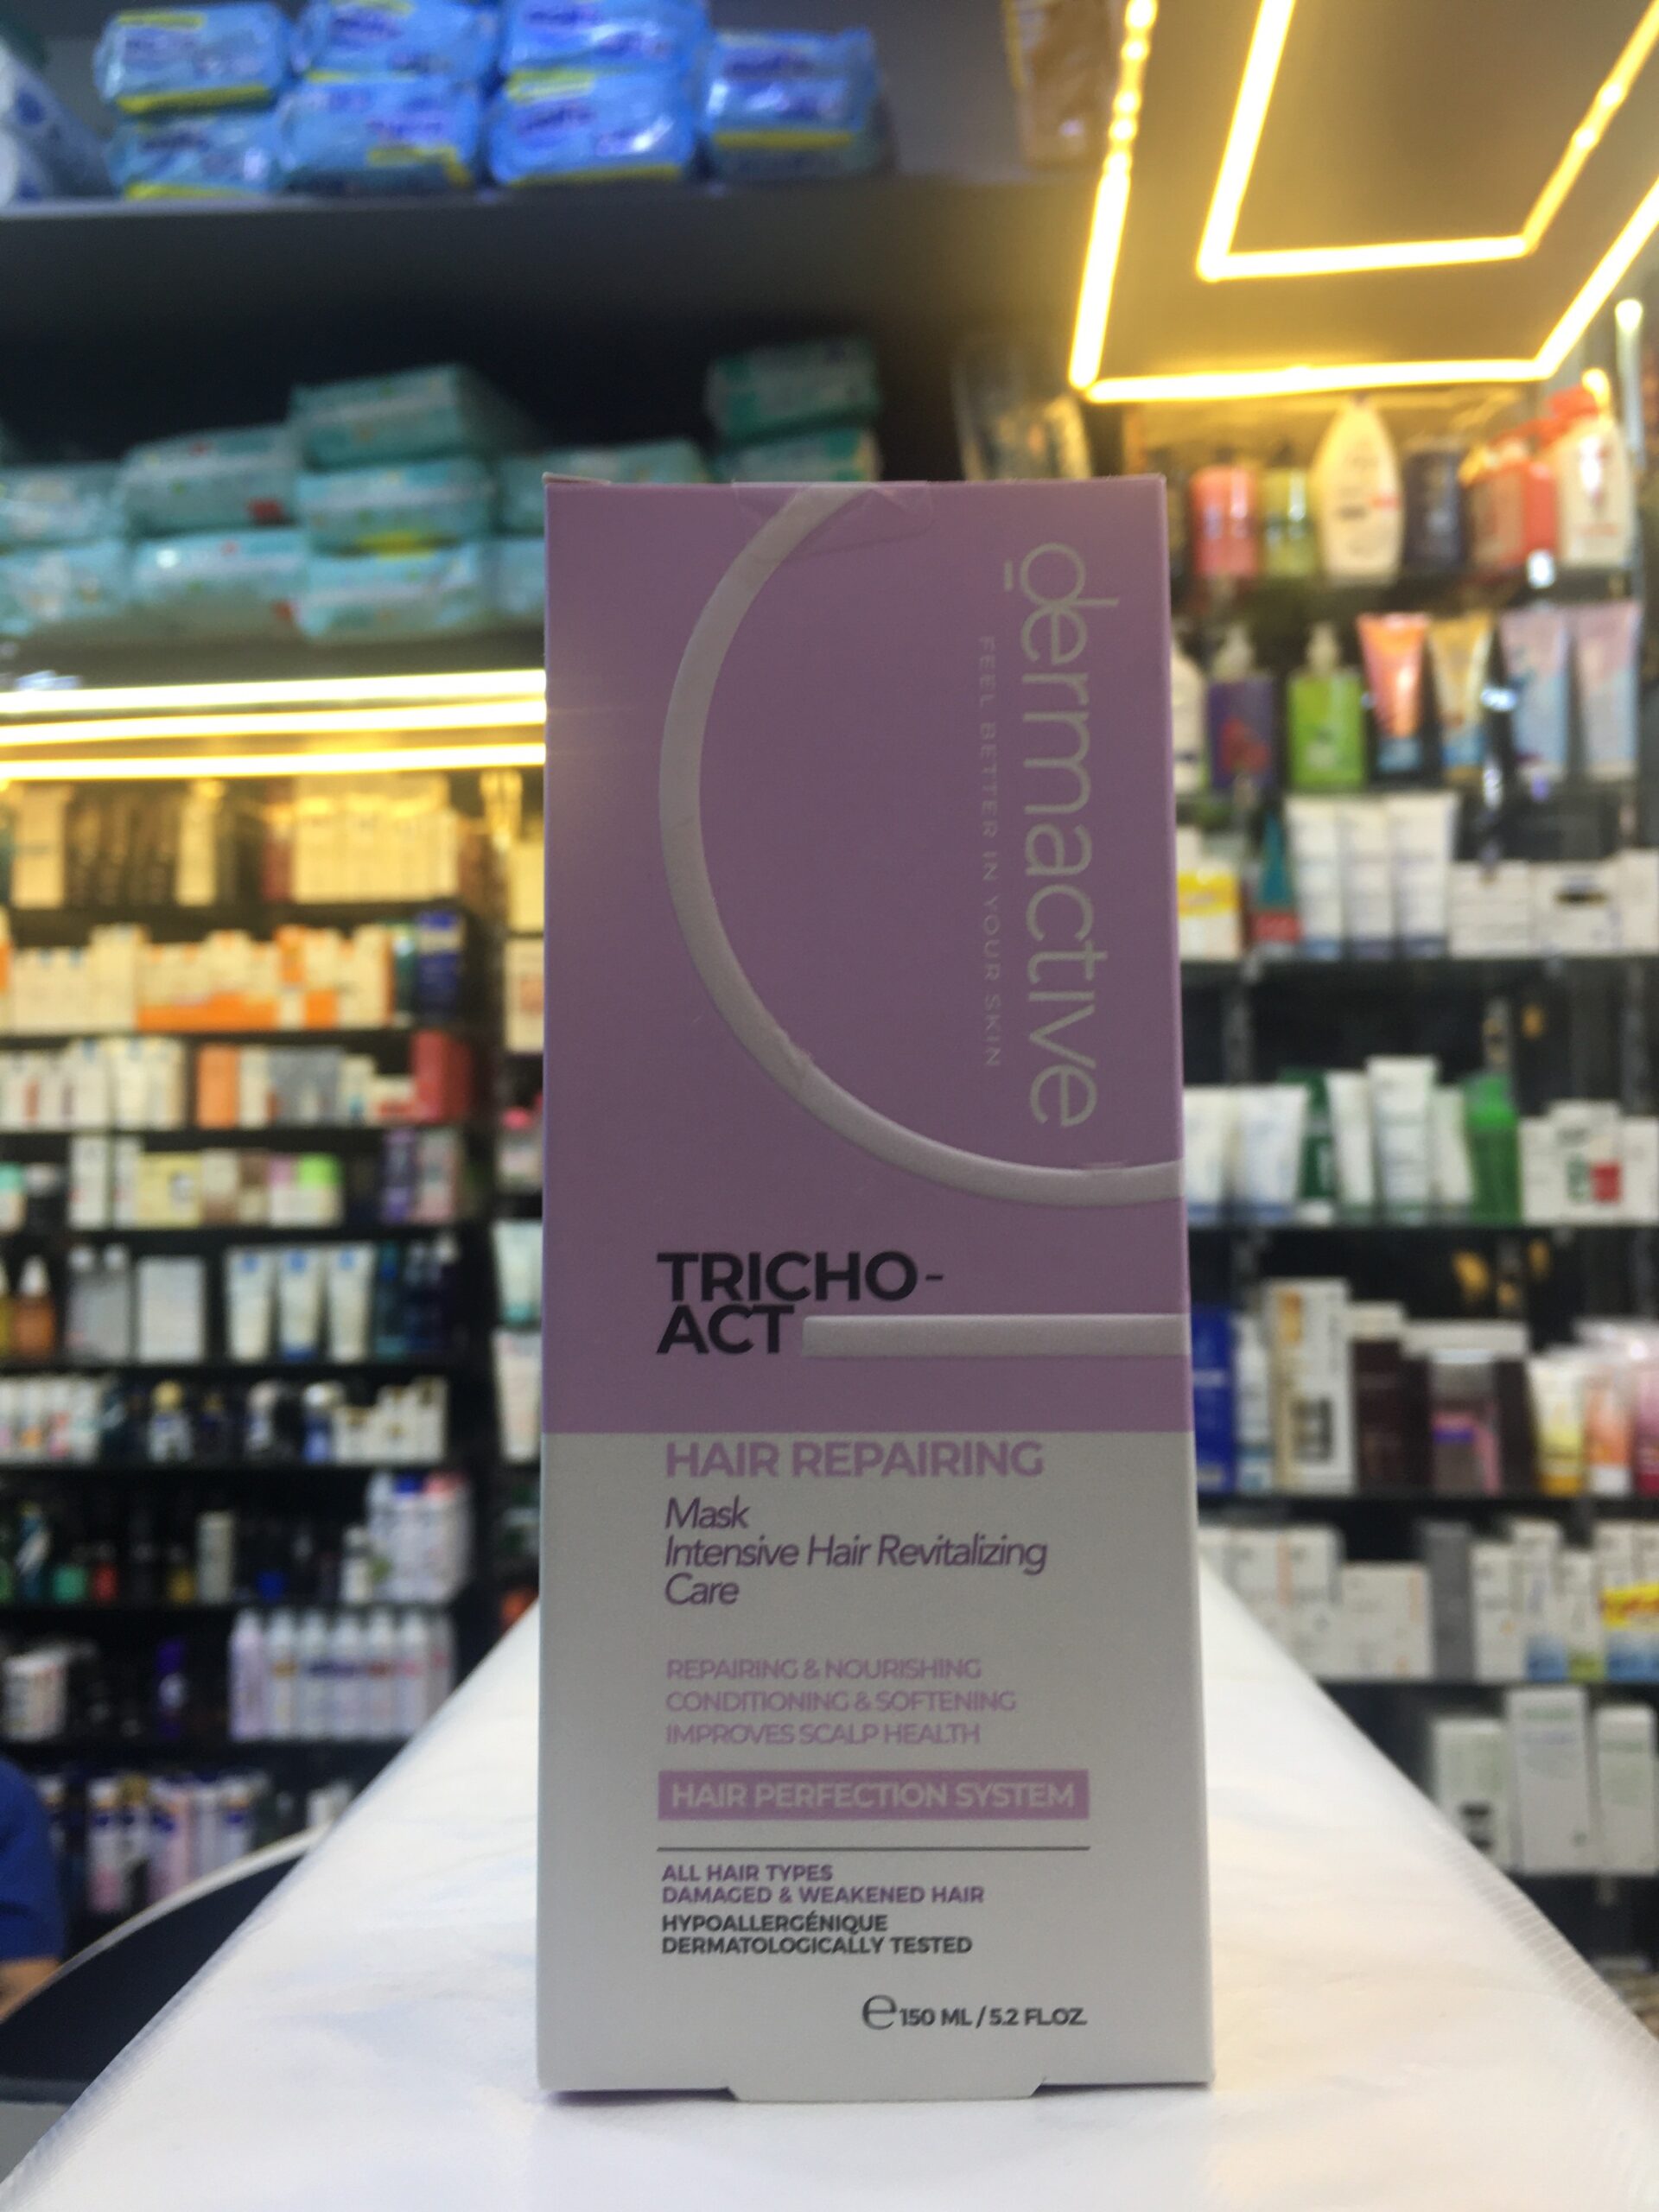 dermactive
FEEL BETTER IN YOUR SKIN
TRICHO-
ACT
HAIR REPAIRING
Mask
Intensive Hair Revitalizing
Care
REPAIRING & NOURISHING
CONDITIONING & SOFTENING
IMPROVES SCALP HEALTH
HAIR PERFECTION SYSTEM
ALL HAIR TYPES
DAMAGED & WEAKENED HAIR
HYPOALLERGÉNIQUE
DERMATOLOGICALLY TESTED
℮ 150 ML / 5.2 FL.OZ.